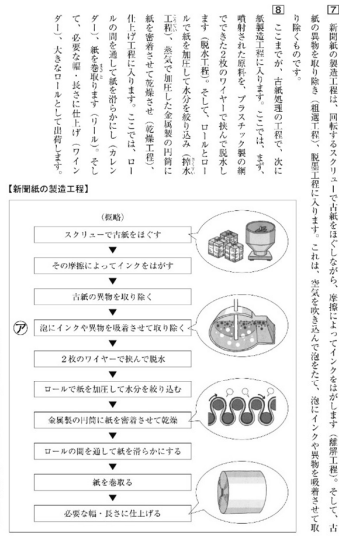 7 新聞紙の製造工程は、回転するスクリューで古紙をほぐしながら、摩擦によってインクをはがします(離解工程)。そして、古
紙の異物を取り除き(粗選工程)、脱墨工程に入ります。これは、空気を吹き込んで泡をたて、泡にインクや異物を吸着させて取
り除くものです。
8 ここまでが、古紙処理の工程で、次に
紙製造工程に入ります。ここでは、まず、
噴射された原料を、プラスチック製の網
でできた2枚のワイヤーで挟んで脱水し
ます(脱水工程)。そして、ロールとロー
ルで紙を加圧して水分を絞り込み(搾水
工程)、蒸気で加圧した金属製の円筒に
紙を密着させて乾燥させ(乾燥工程)、
仕上げ工程に入ります。ここでは、ロー
ルの間を通して紙を滑らかにし(カレン
ダー)、紙を巻取ります(リール)。そし
て、必要な幅・長さに仕上げ(ワイン
ダー)、大きなロールとして出荷します。
【新聞紙の製造工程】
(概略)
スクリューで古紙をほぐす
▼
その摩擦によってインクをはがす
▼
古紙の異物を取り除く
▼
㋐ 泡にインクや異物を吸着させて取り除く
▼
2枚のワイヤーで挟んで脱水
▼
ロールで紙を加圧して水分を絞り込む
▼
金属製の円筒に紙を密着させて乾燥
▼
ロールの間を通して紙を滑らかにする
▼
紙を巻取る
▼
必要な幅・長さに仕上げる